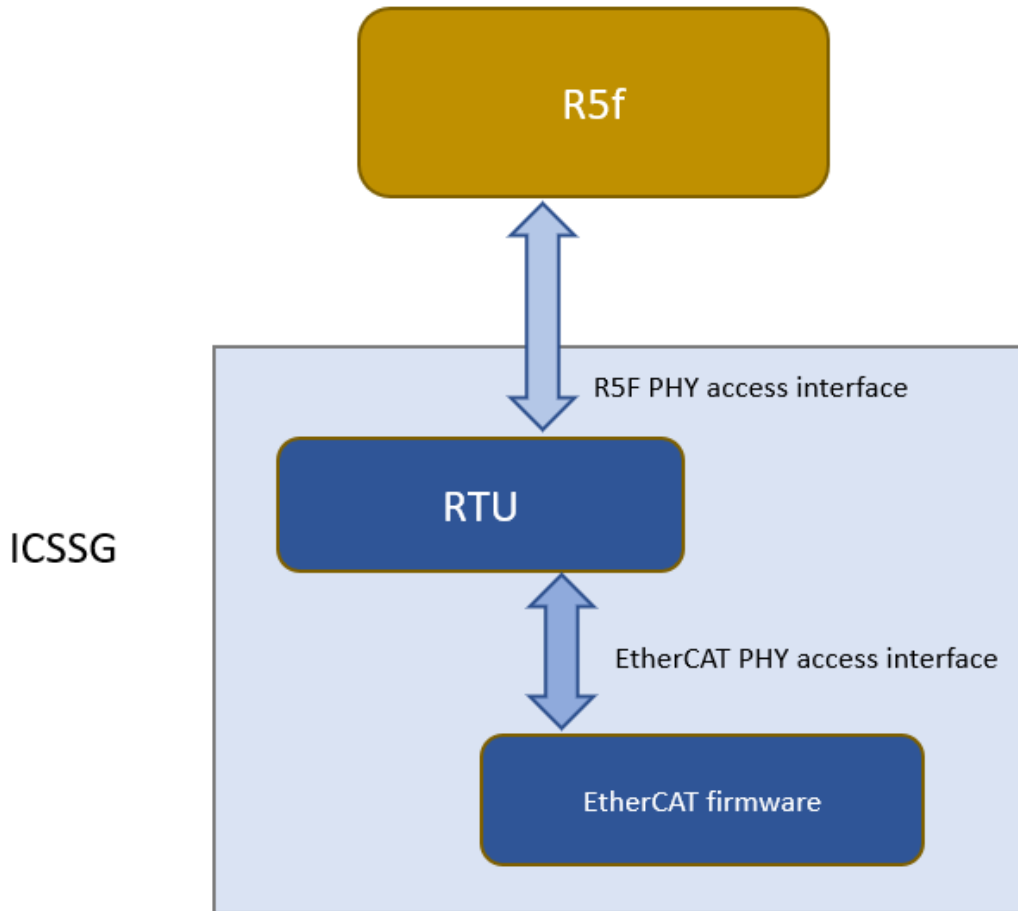 R5f
R5F PHY access interface
RTU
ICSSG
EtherCAT PHY access interface
EtherCAT firmware